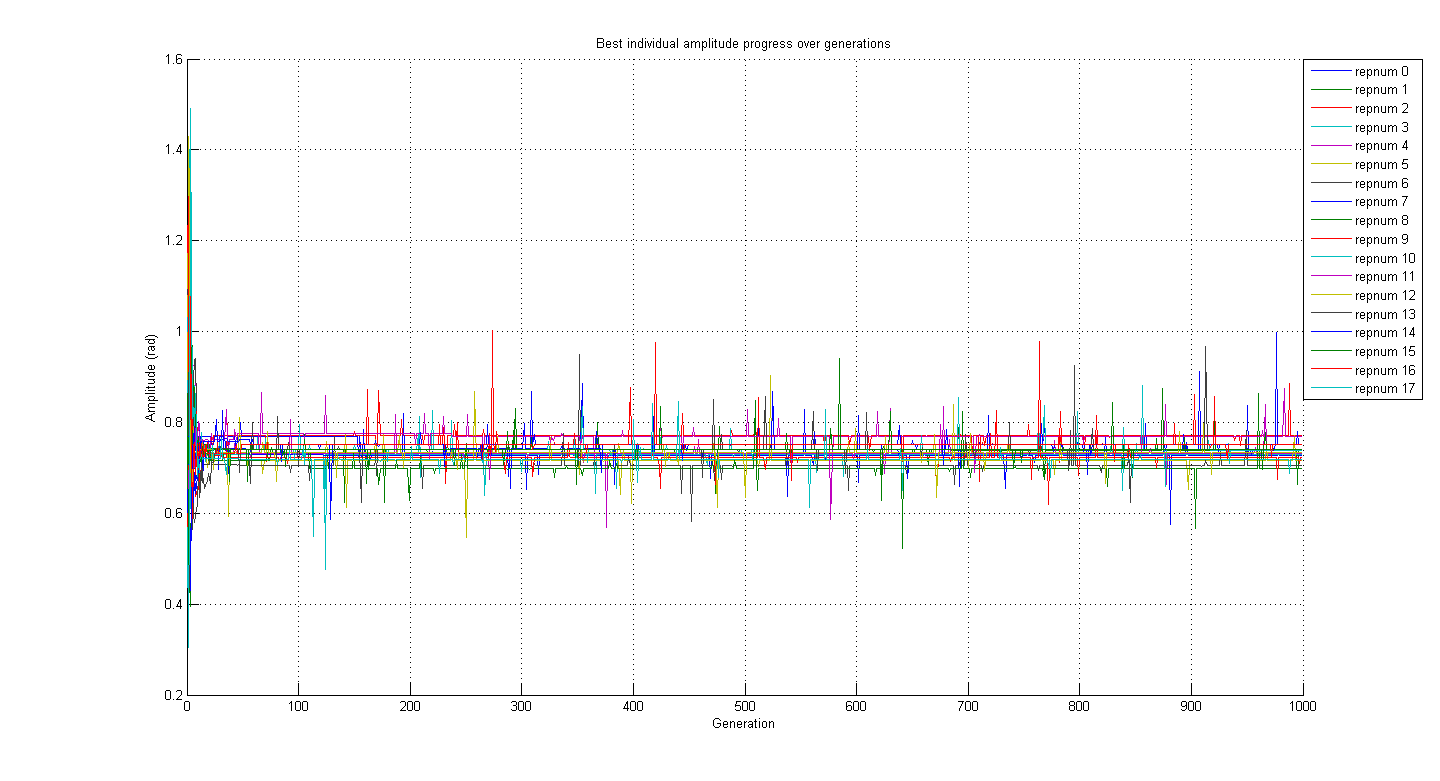 Best individual amplitude progress over generations
1.6
1.4
1.2
1
0.8
0.6
0.4
0.2
Amplitude (rad)
0 100 200 300 400 500 600 700 800 900 1000
Generation
repnum 0
repnum 1
repnum 2
repnum 3
repnum 4
repnum 5
repnum 6
repnum 7
repnum 8
repnum 9
repnum 10
repnum 11
repnum 12
repnum 13
repnum 14
repnum 15
repnum 16
repnum 17